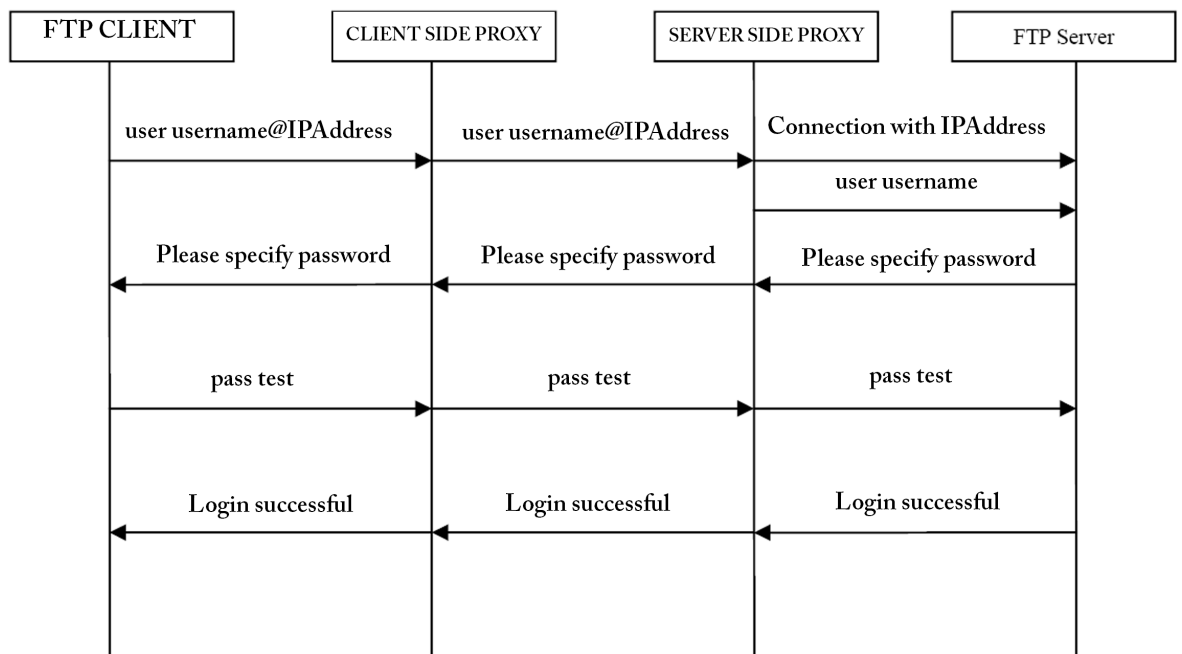 FTP CLIENT
CLIENT SIDE PROXY
SERVER SIDE PROXY
FTP Server
user username@IPAddress
user username@IPAddress
Connection with IPAddress
user username
Please specify password
Please specify password
Please specify password
pass test
pass test
pass test
Login successful
Login successful
Login successful